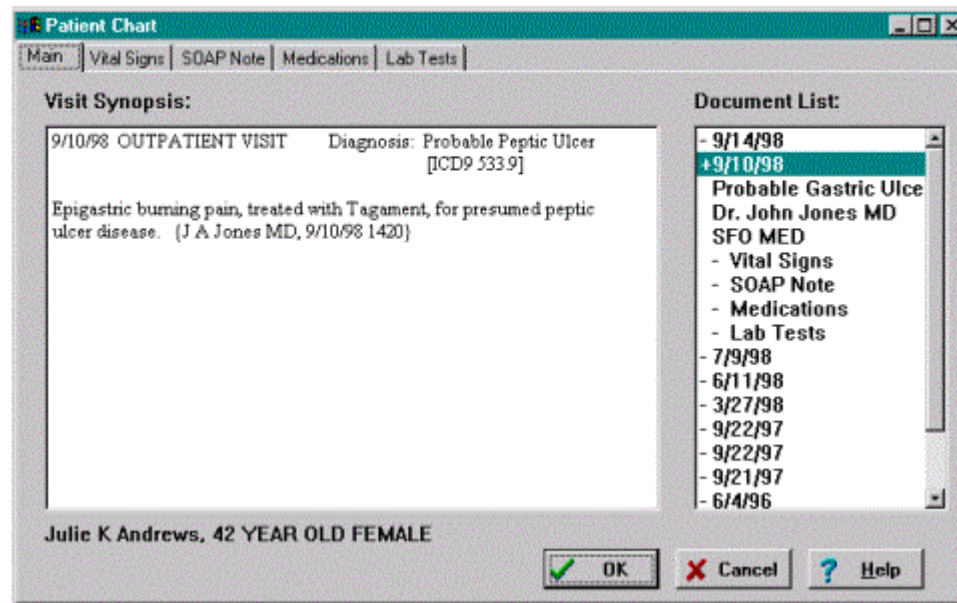 Patient Chart
Main Vital Signs SOAP Note Medications Lab Tests
Visit Synopsis:
9/10/98 OUTPATIENT VISIT Diagnosis: Probable Peptic Ulcer
[ICD9 533.9]
Epigastric burning pain, treated with Tagament, for presumed peptic
ulcer disease. {J A Jones MD, 9/10/98 1420}
Document List:
- 9/14/98
+9/10/98
Probable Gastric Ulce
Dr. John Jones MD
SFO MED
- Vital Signs
- SOAP Note
- Medications
- Lab Tests
- 7/9/98
- 6/11/98
- 3/27/98
- 9/22/97
- 9/22/97
- 9/21/97
- 6/4/96
Julie K Andrews, 42 YEAR OLD FEMALE
OK Cancel Help